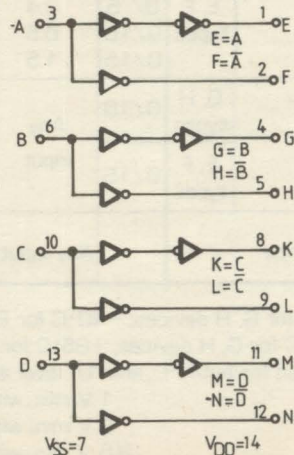 -A 3 1 E
E=A
F=A̅
2 F
B 6 4 G
G=B
H=B̅
5 H
C 10 8 K
K=C
L=C̅
9 L
D 13 11 M
M=D
-N=D̅
12 N
VSS=7 VDD=14